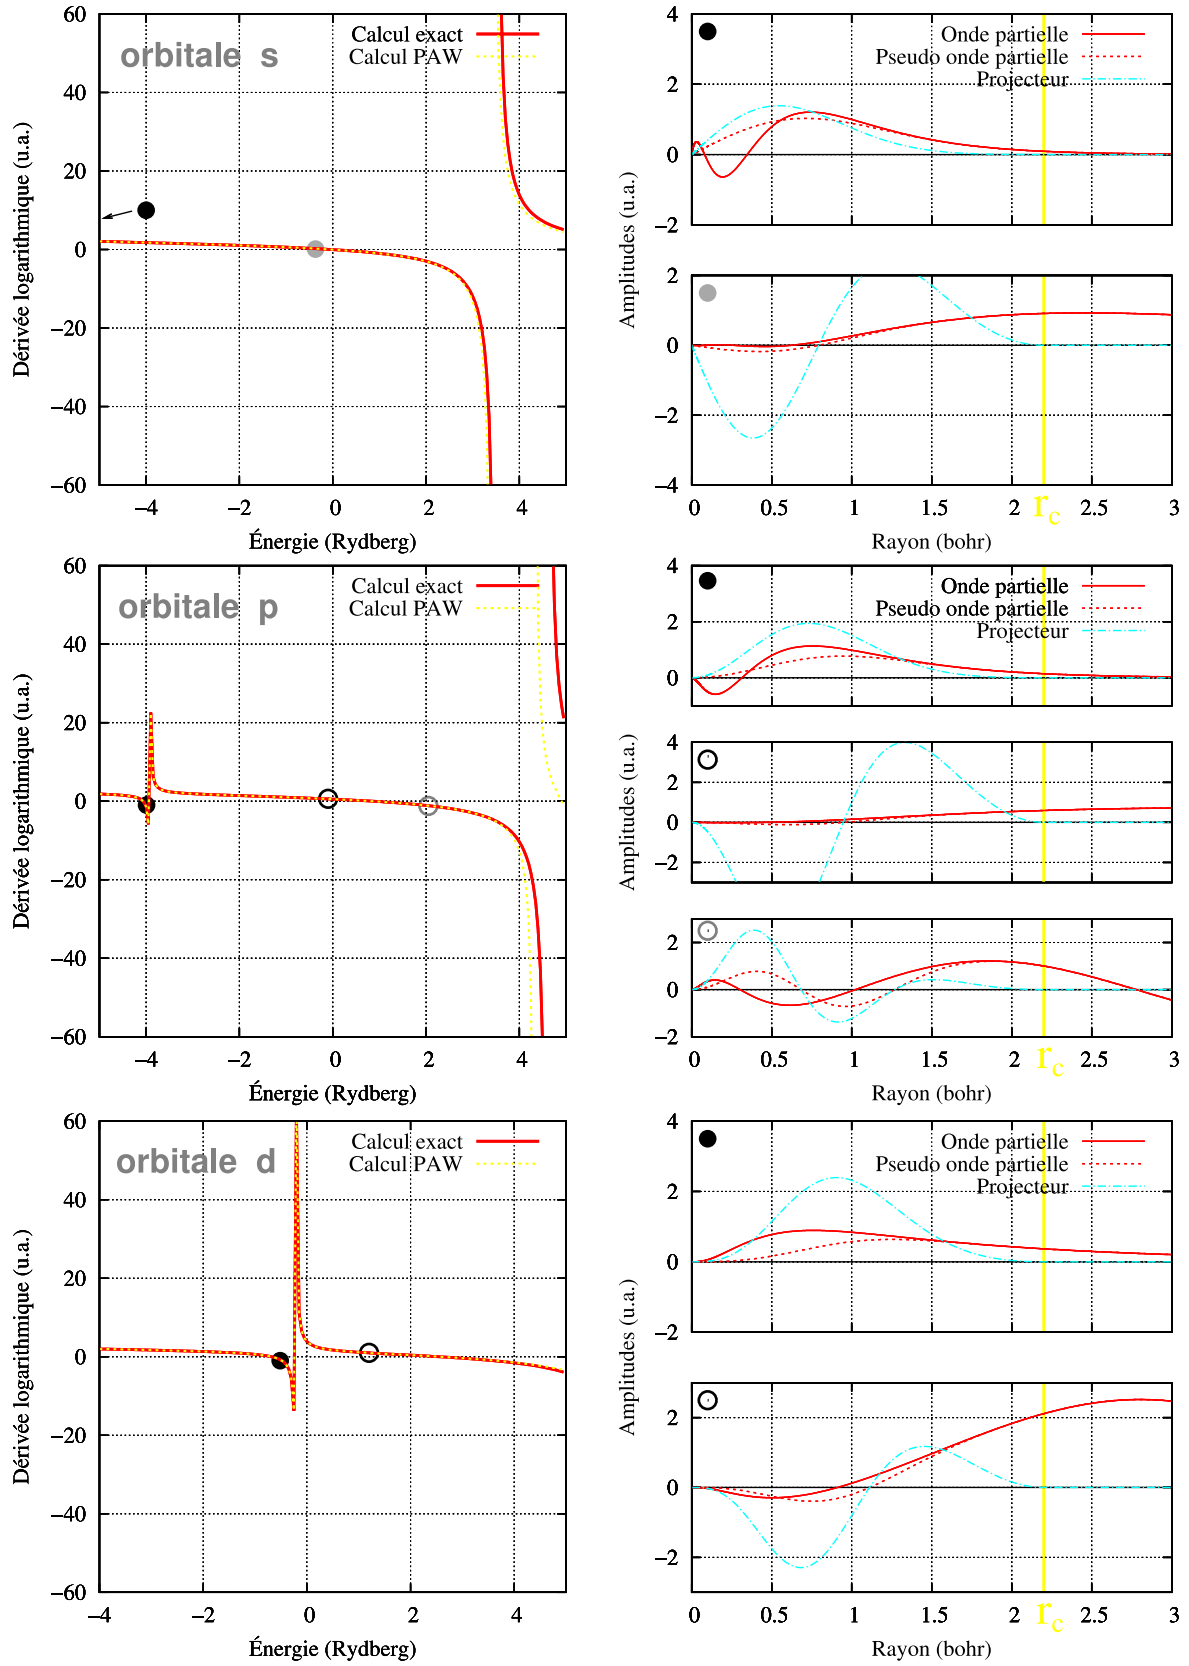 orbitale s
Calcul exact
Calcul PAW
60
40
20
0
−20
−40
−60
−4
−2
0
2
4
Dérivée logarithmique (u.a.)
Énergie (Rydberg)
Onde partielle
Pseudo onde partielle
Projecteur
4
2
0
−2
2
0
−2
−4
0
0.5
1
1.5
2
2.5
3
r_c
Amplitudes (u.a.)
Rayon (bohr)
orbitale p
Calcul exact
Calcul PAW
60
40
20
0
−20
−40
−60
−4
−2
0
2
4
Dérivée logarithmique (u.a.)
Énergie (Rydberg)
Onde partielle
Pseudo onde partielle
Projecteur
4
2
0
4
2
0
−2
2
0
−2
0
0.5
1
1.5
2
2.5
3
r_c
Amplitudes (u.a.)
Rayon (bohr)
orbitale d
Calcul exact
Calcul PAW
60
40
20
0
−20
−40
−60
−4
−2
0
2
4
Dérivée logarithmique (u.a.)
Énergie (Rydberg)
Onde partielle
Pseudo onde partielle
Projecteur
4
2
0
−2
2
0
−2
0
0.5
1
1.5
2
2.5
3
r_c
Amplitudes (u.a.)
Rayon (bohr)